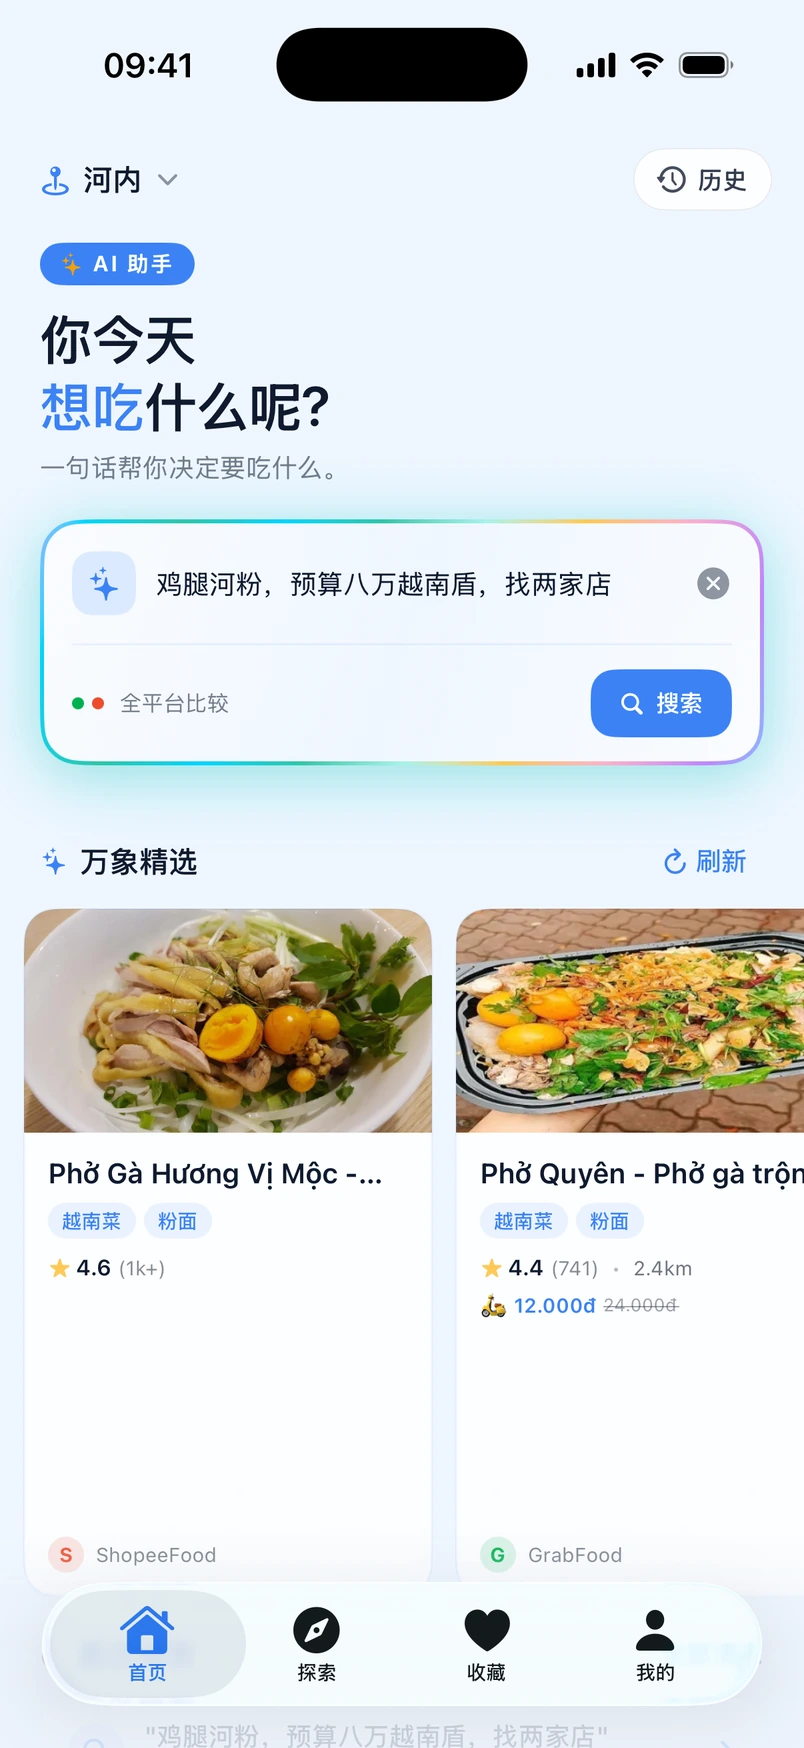 09:41
河内
历史
AI 助手
你今天
想吃什么呢?
一句话帮你决定要吃什么。
鸡腿河粉，预算八万越南盾，找两家店
全平台比较
搜索
万象精选
刷新
Phở Gà Hương Vị Mộc -...
越南菜 粉面
4.6 (1k+)
S ShopeeFood
Phở Quyên - Phở gà trộn
越南菜 粉面
4.4 (741) • 2.4km
12.000đ 24.000đ
G GrabFood
首页
探索
收藏
我的
"鸡腿河粉，预算八万越南盾，找两家店"